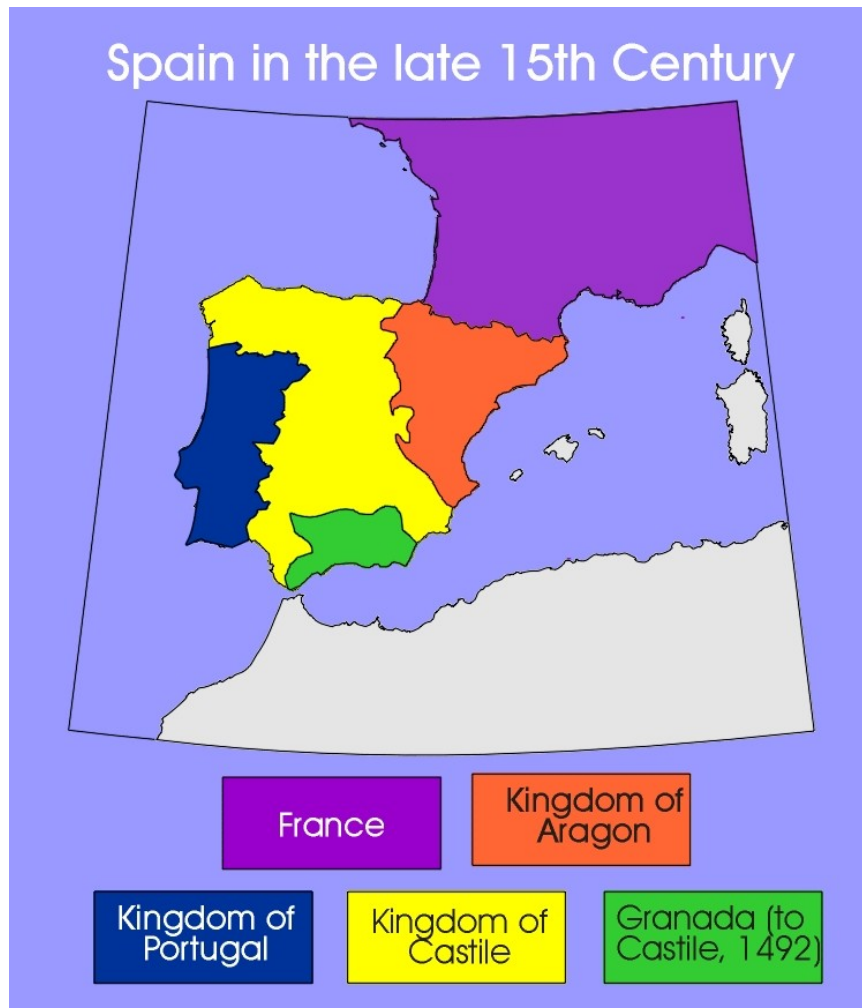 Spain in the late 15th Century
France
Kingdom of
Aragon
Kingdom of
Portugal
Kingdom of
Castile
Granada (to
Castile, 1492)